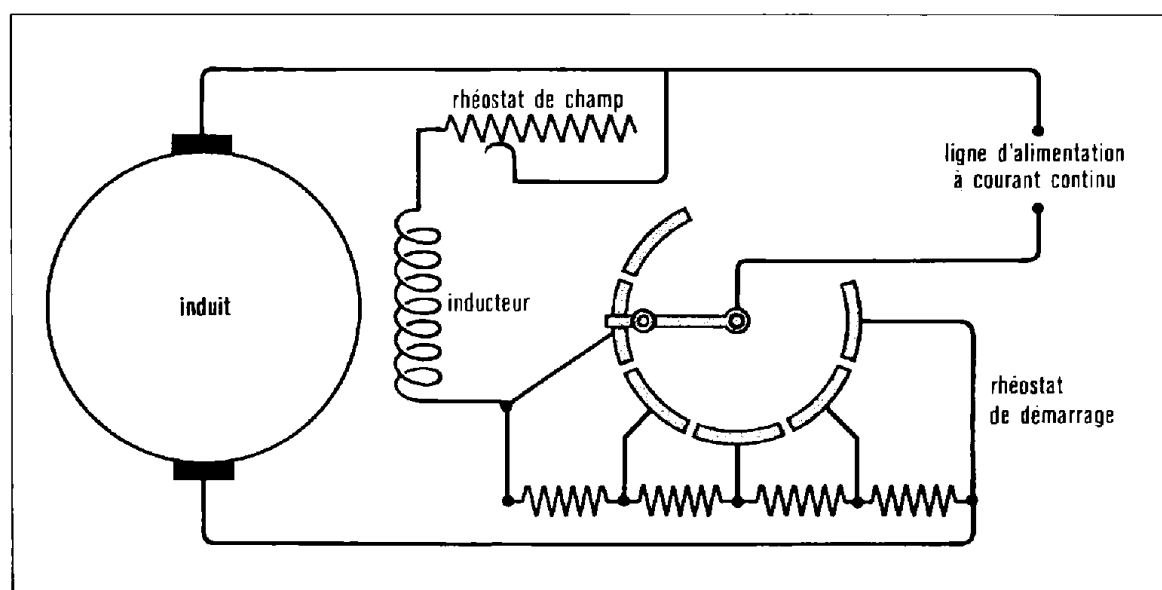 rhéostat de champ
ligne d'alimentation
à courant continu
induit
inducteur
rhéostat
de démarrage